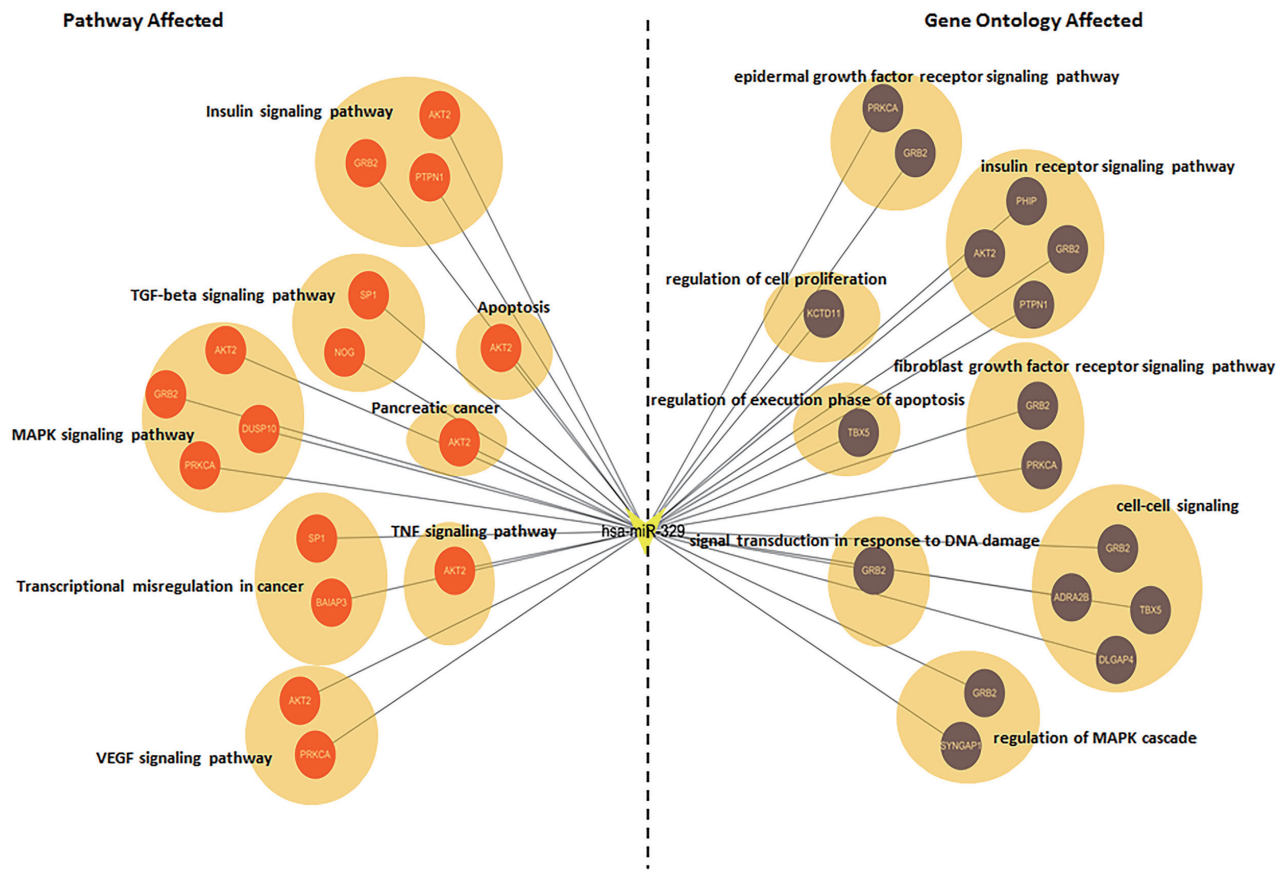 Pathway Affected
Gene Ontology Affected
Insulin signaling pathway
AKT2
GRB2
PTPN1
TGF-beta signaling pathway
SP1
NOG
Apoptosis
AKT2
MAPK signaling pathway
AKT2
GRB2
DUSP10
PRKCA
Pancreatic cancer
AKT2
Transcriptional misregulation in cancer
SP1
BAIAP3
TNF signaling pathway
AKT2
VEGF signaling pathway
AKT2
PRKCA
hsa-miR-329
epidermal growth factor receptor signaling pathway
PRKCA
GRB2
insulin receptor signaling pathway
PHIP
AKT2
GRB2
PTPN1
regulation of cell proliferation
KCTD11
fibroblast growth factor receptor signaling pathway
GRB2
PRKCA
regulation of execution phase of apoptosis
TBX5
cell-cell signaling
GRB2
ADRA2B
TBX5
DLGAP4
signal transduction in response to DNA damage
GRB2
regulation of MAPK cascade
GRB2
SYNGAP1